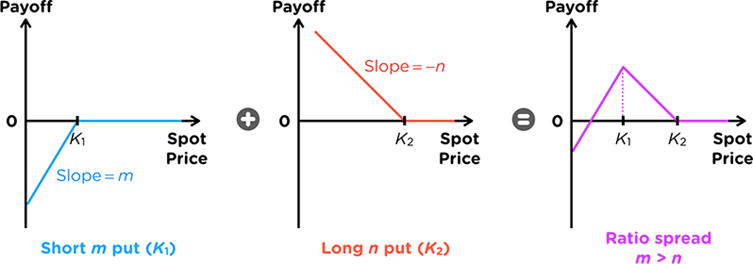 Payoff
0
K₁
Spot
Price
Slope=m
Short m put (K₁)
+
Payoff
0
Slope=–n
K₂
Spot
Price
Long n put (K₂)
=
Payoff
0
K₁
K₂
Spot
Price
Ratio spread
m > n